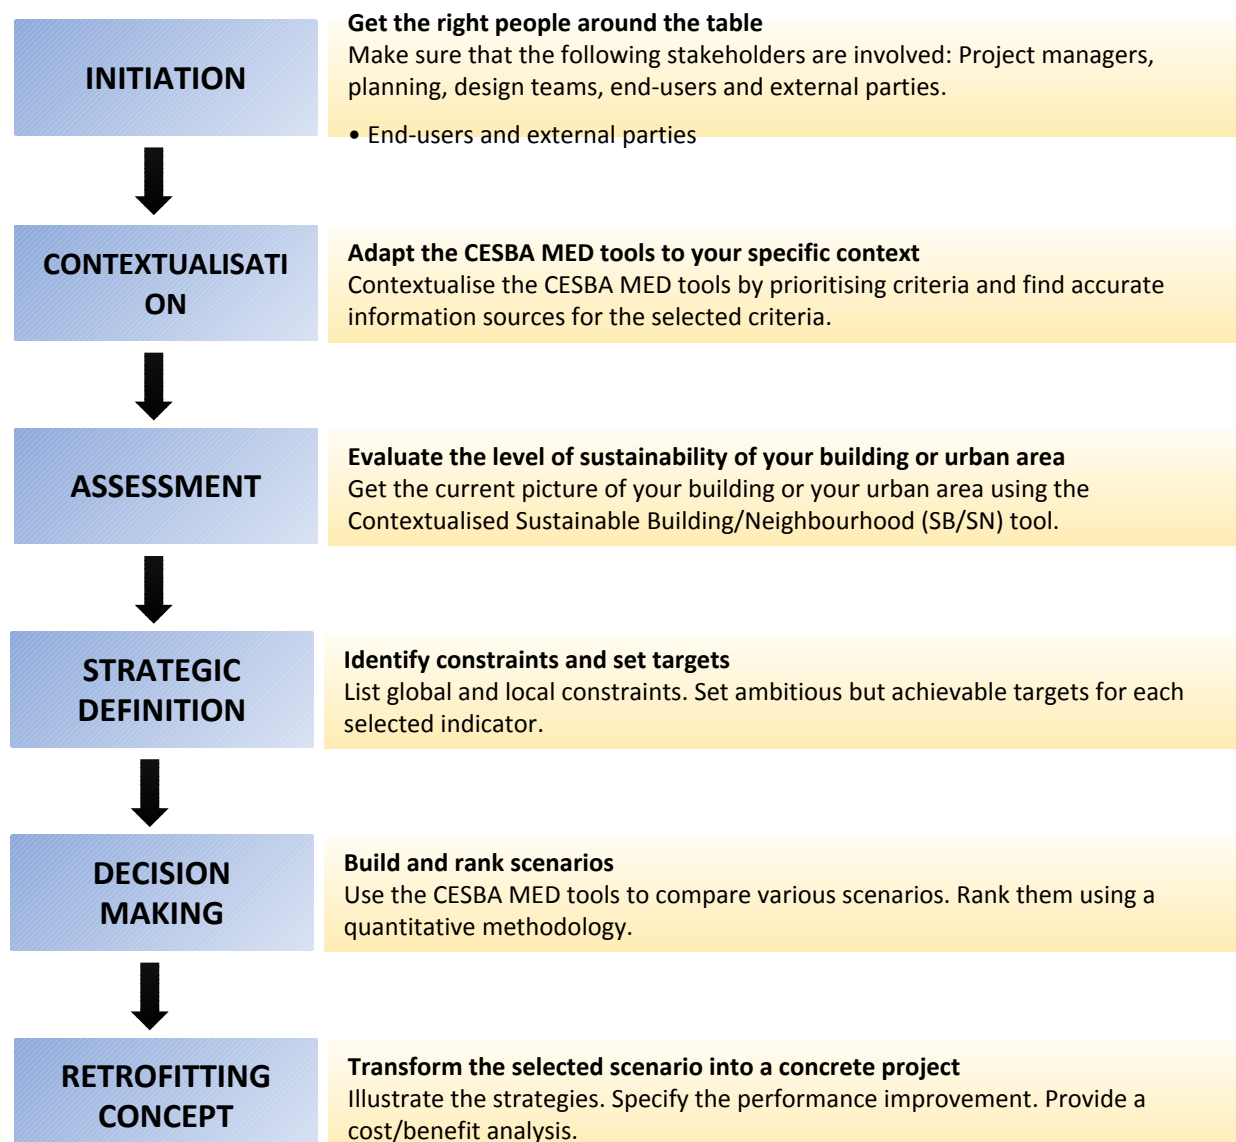 INITIATION
Get the right people around the table
Make sure that the following stakeholders are involved: Project managers,
planning, design teams, end-users and external parties.
• End-users and external parties
CONTEXTUALISATI
ON
Adapt the CESBA MED tools to your specific context
Contextualise the CESBA MED tools by prioritising criteria and find accurate
information sources for the selected criteria.
ASSESSMENT
Evaluate the level of sustainability of your building or urban area
Get the current picture of your building or your urban area using the
Contextualised Sustainable Building/Neighbourhood (SB/SN) tool.
STRATEGIC
DEFINITION
Identify constraints and set targets
List global and local constraints. Set ambitious but achievable targets for each
selected indicator.
DECISION
MAKING
Build and rank scenarios
Use the CESBA MED tools to compare various scenarios. Rank them using a
quantitative methodology.
RETROFITTING
CONCEPT
Transform the selected scenario into a concrete project
Illustrate the strategies. Specify the performance improvement. Provide a
cost/benefit analysis.